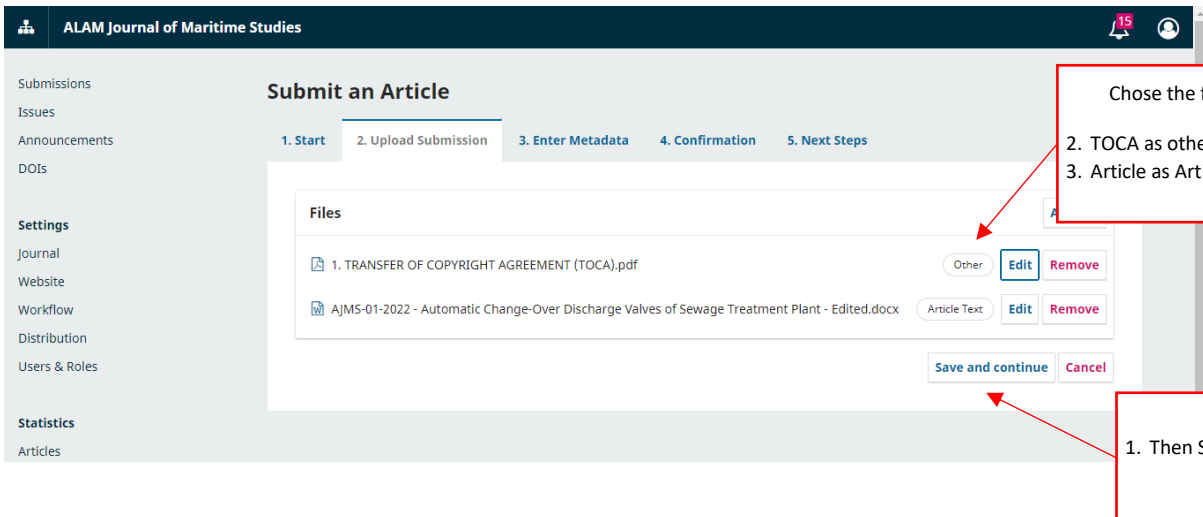 ALAM Journal of Maritime Studies
15
Submissions
Issues
Announcements
DOIs
Settings
Journal
Website
Workflow
Distribution
Users & Roles
Statistics
Articles
Submit an Article
1. Start
2. Upload Submission
3. Enter Metadata
4. Confirmation
5. Next Steps
Files
1. TRANSFER OF COPYRIGHT AGREEMENT (TOCA).pdf
Other
Edit
Remove
AJMS-01-2022 - Automatic Change-Over Discharge Valves of Sewage Treatment Plant - Edited.docx
Article Text
Edit
Remove
Save and continue
Cancel
Chose the
2. TOCA as
3. Article as
1. Then